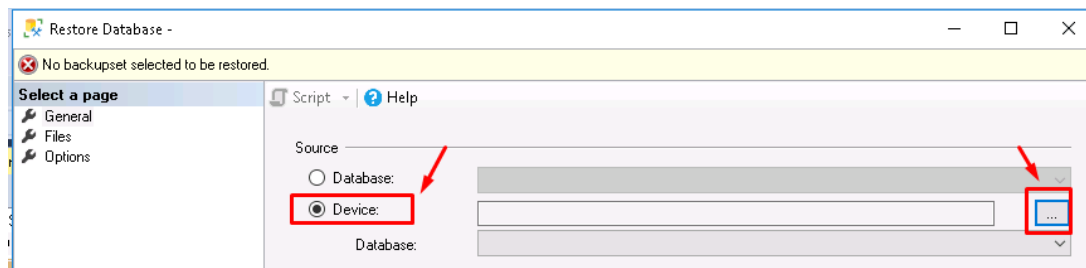 Restore Database -
No backupset selected to be restored.
Select a page
General
Files
Options
Script
Help
Source
Database:
Device:
...
Database: